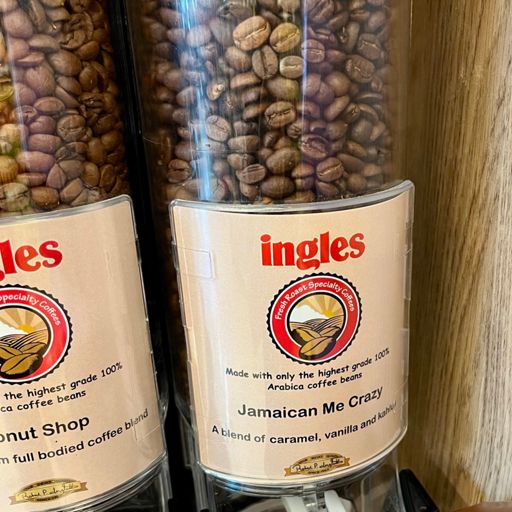 gles
Specialty Coffees
the highest grade 100%
ca coffee beans
nut Shop
full bodied coffee blend
ingles
Fresh Roast Specialty Coffees
Made with only the highest grade 100%
Arabica coffee beans
Jamaican Me Crazy
A blend of caramel, vanilla and